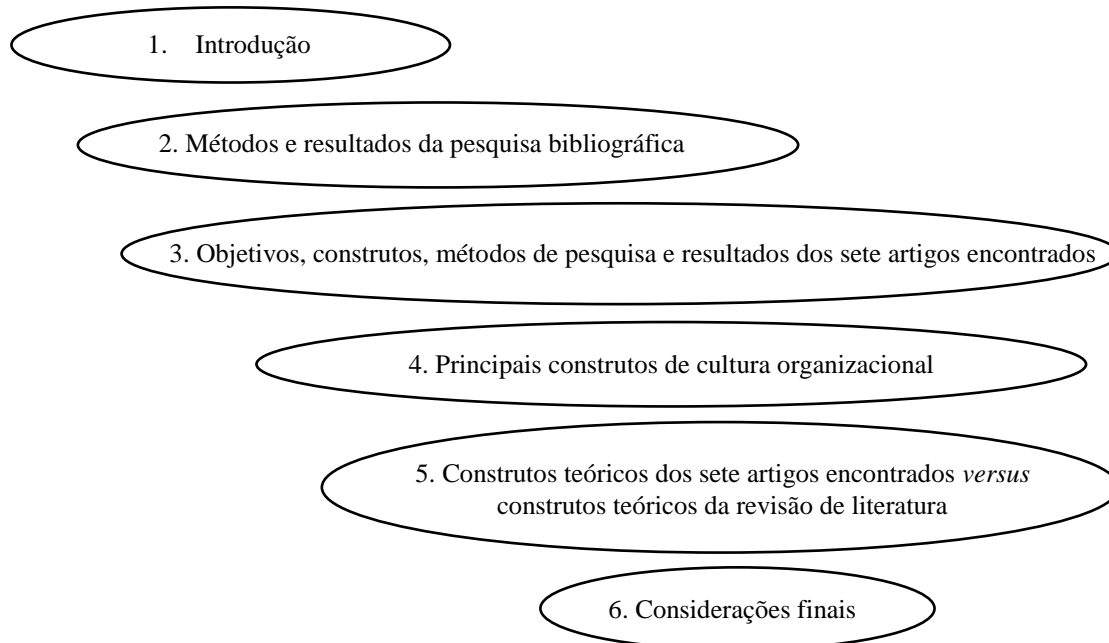 1. Introdução
2. Métodos e resultados da pesquisa bibliográfica
3. Objetivos, construtos, métodos de pesquisa e resultados dos sete artigos encontrados
4. Principais construtos de cultura organizacional
5. Construtos teóricos dos sete artigos encontrados versus
construtos teóricos da revisão de literatura
6. Considerações finais